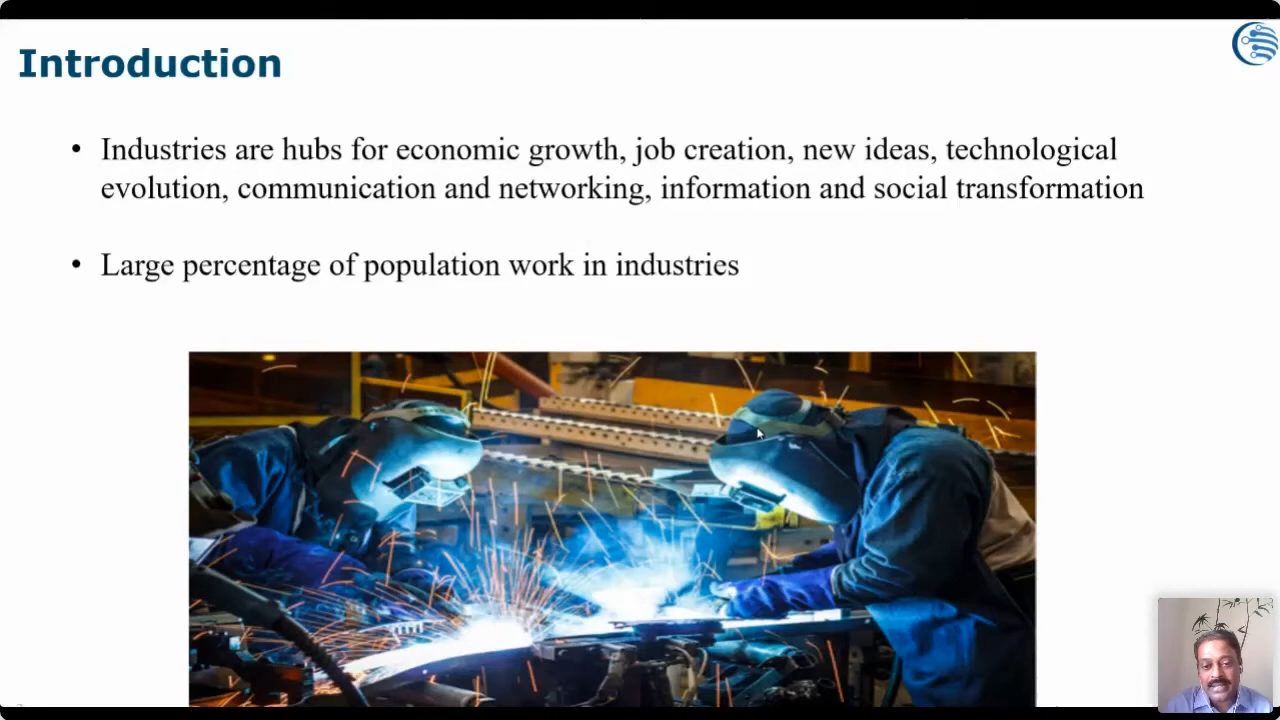 Introduction
• Industries are hubs for economic growth, job creation, new ideas, technological
evolution, communication and networking, information and social transformation
• Large percentage of population work in industries